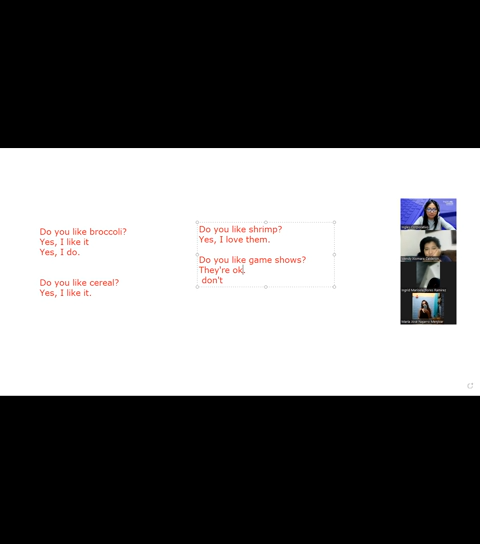 Do you like broccoli?
Yes, I like it
Yes, I do.
Do you like cereal?
Yes, I like it.
Do you like shrimp?
Yes, I love them.
Do you like game shows?
They're ok.
don't